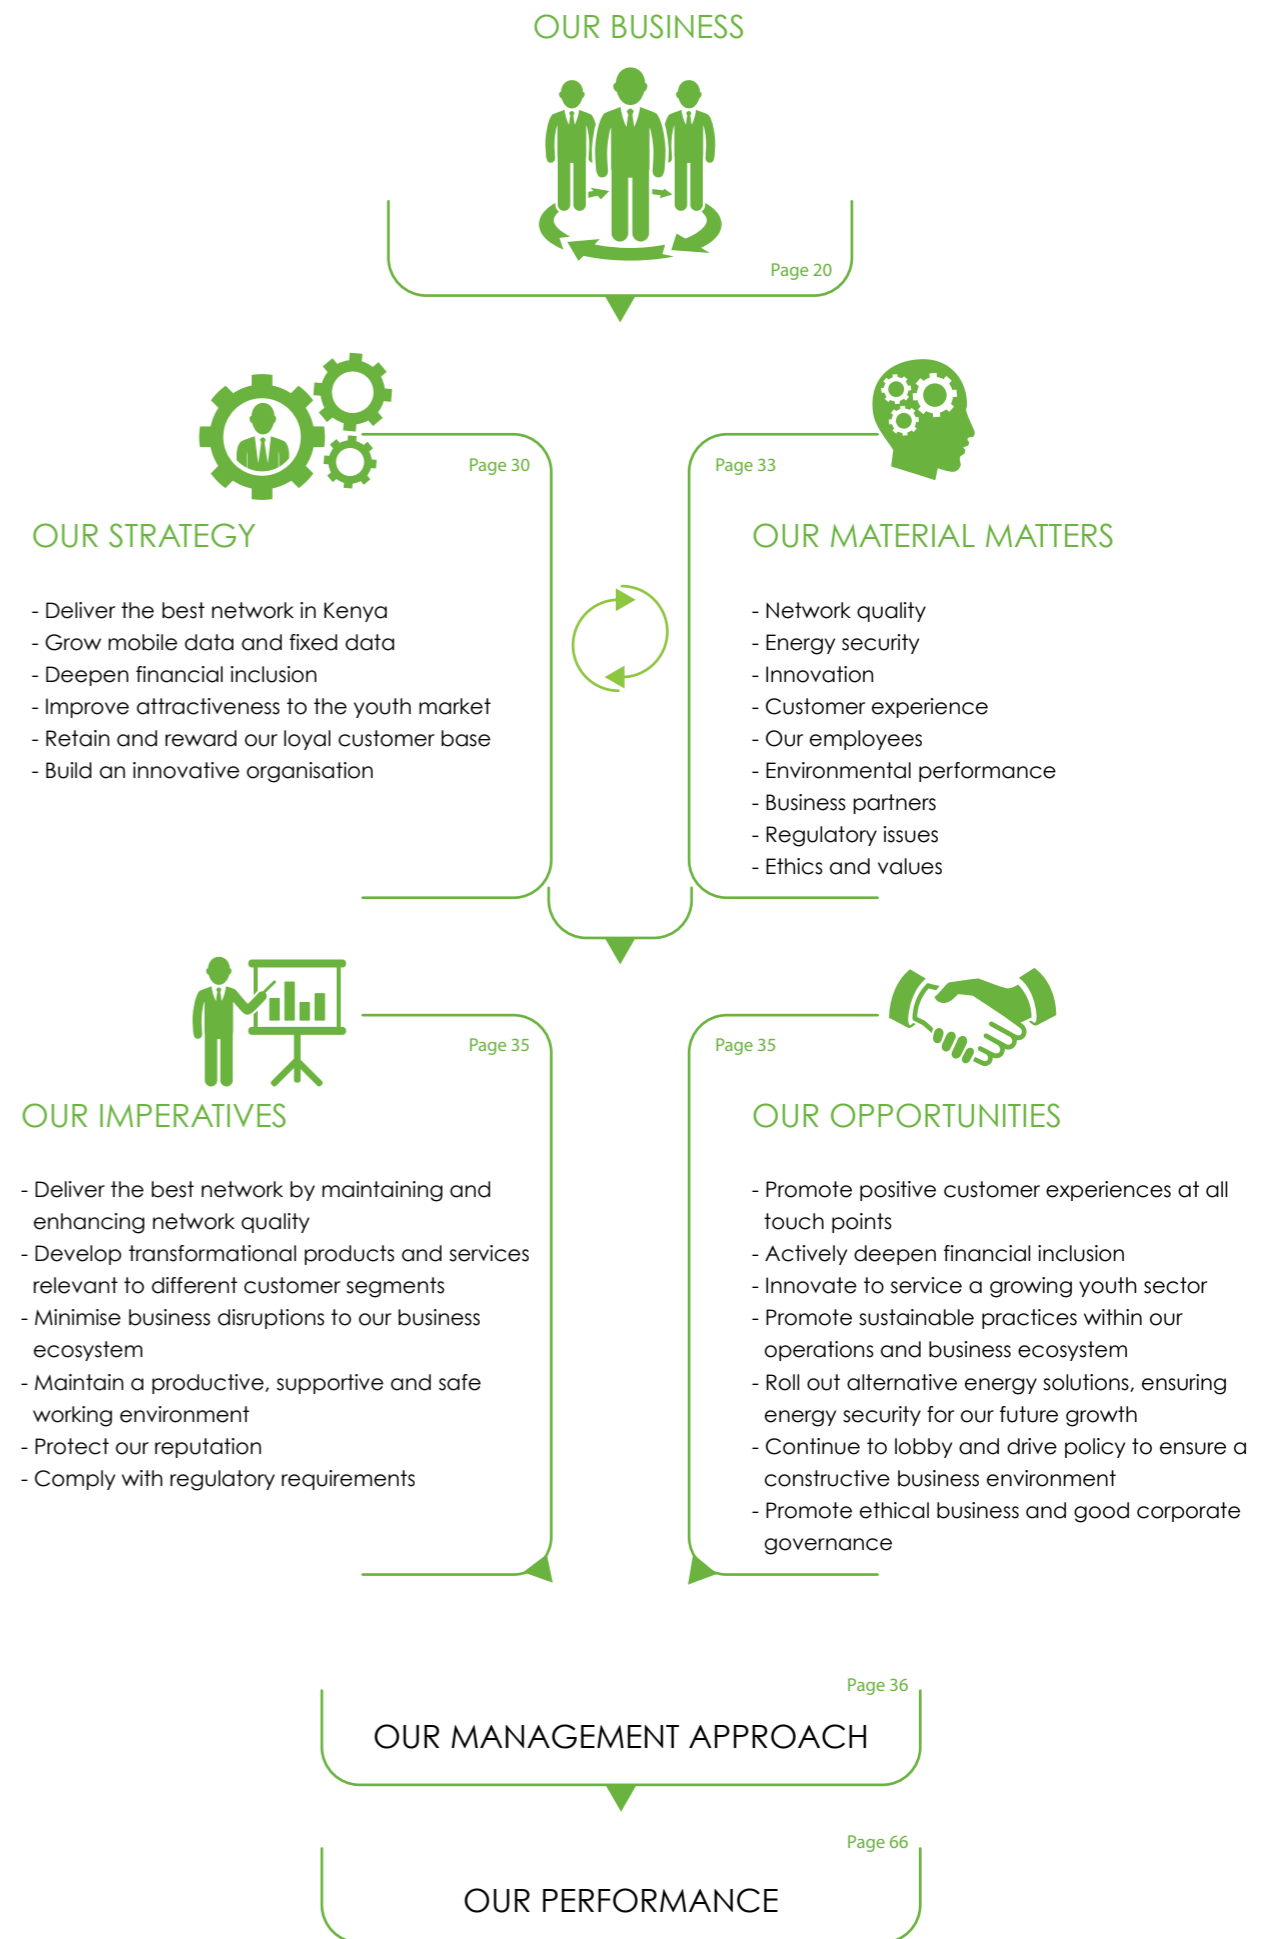 OUR BUSINESS
Page 20
Page 30
OUR STRATEGY
- Deliver the best network in Kenya
- Grow mobile data and fixed data
- Deepen financial inclusion
- Improve attractiveness to the youth market
- Retain and reward our loyal customer base
- Build an innovative organisation
Page 33
OUR MATERIAL MATTERS
- Network quality
- Energy security
- Innovation
- Customer experience
- Our employees
- Environmental performance
- Business partners
- Regulatory issues
- Ethics and values
Page 35
OUR IMPERATIVES
- Deliver the best network by maintaining and
enhancing network quality
- Develop transformational products and services
relevant to different customer segments
- Minimise business disruptions to our business
ecosystem
- Maintain a productive, supportive and safe
working environment
- Protect our reputation
- Comply with regulatory requirements
Page 35
OUR OPPORTUNITIES
- Promote positive customer experiences at all
touch points
- Actively deepen financial inclusion
- Innovate to service a growing youth sector
- Promote sustainable practices within our
operations and business ecosystem
- Roll out alternative energy solutions, ensuring
energy security for our future growth
- Continue to lobby and drive policy to ensure a
constructive business environment
- Promote ethical business and good corporate
governance
Page 36
OUR MANAGEMENT APPROACH
Page 66
OUR PERFORMANCE